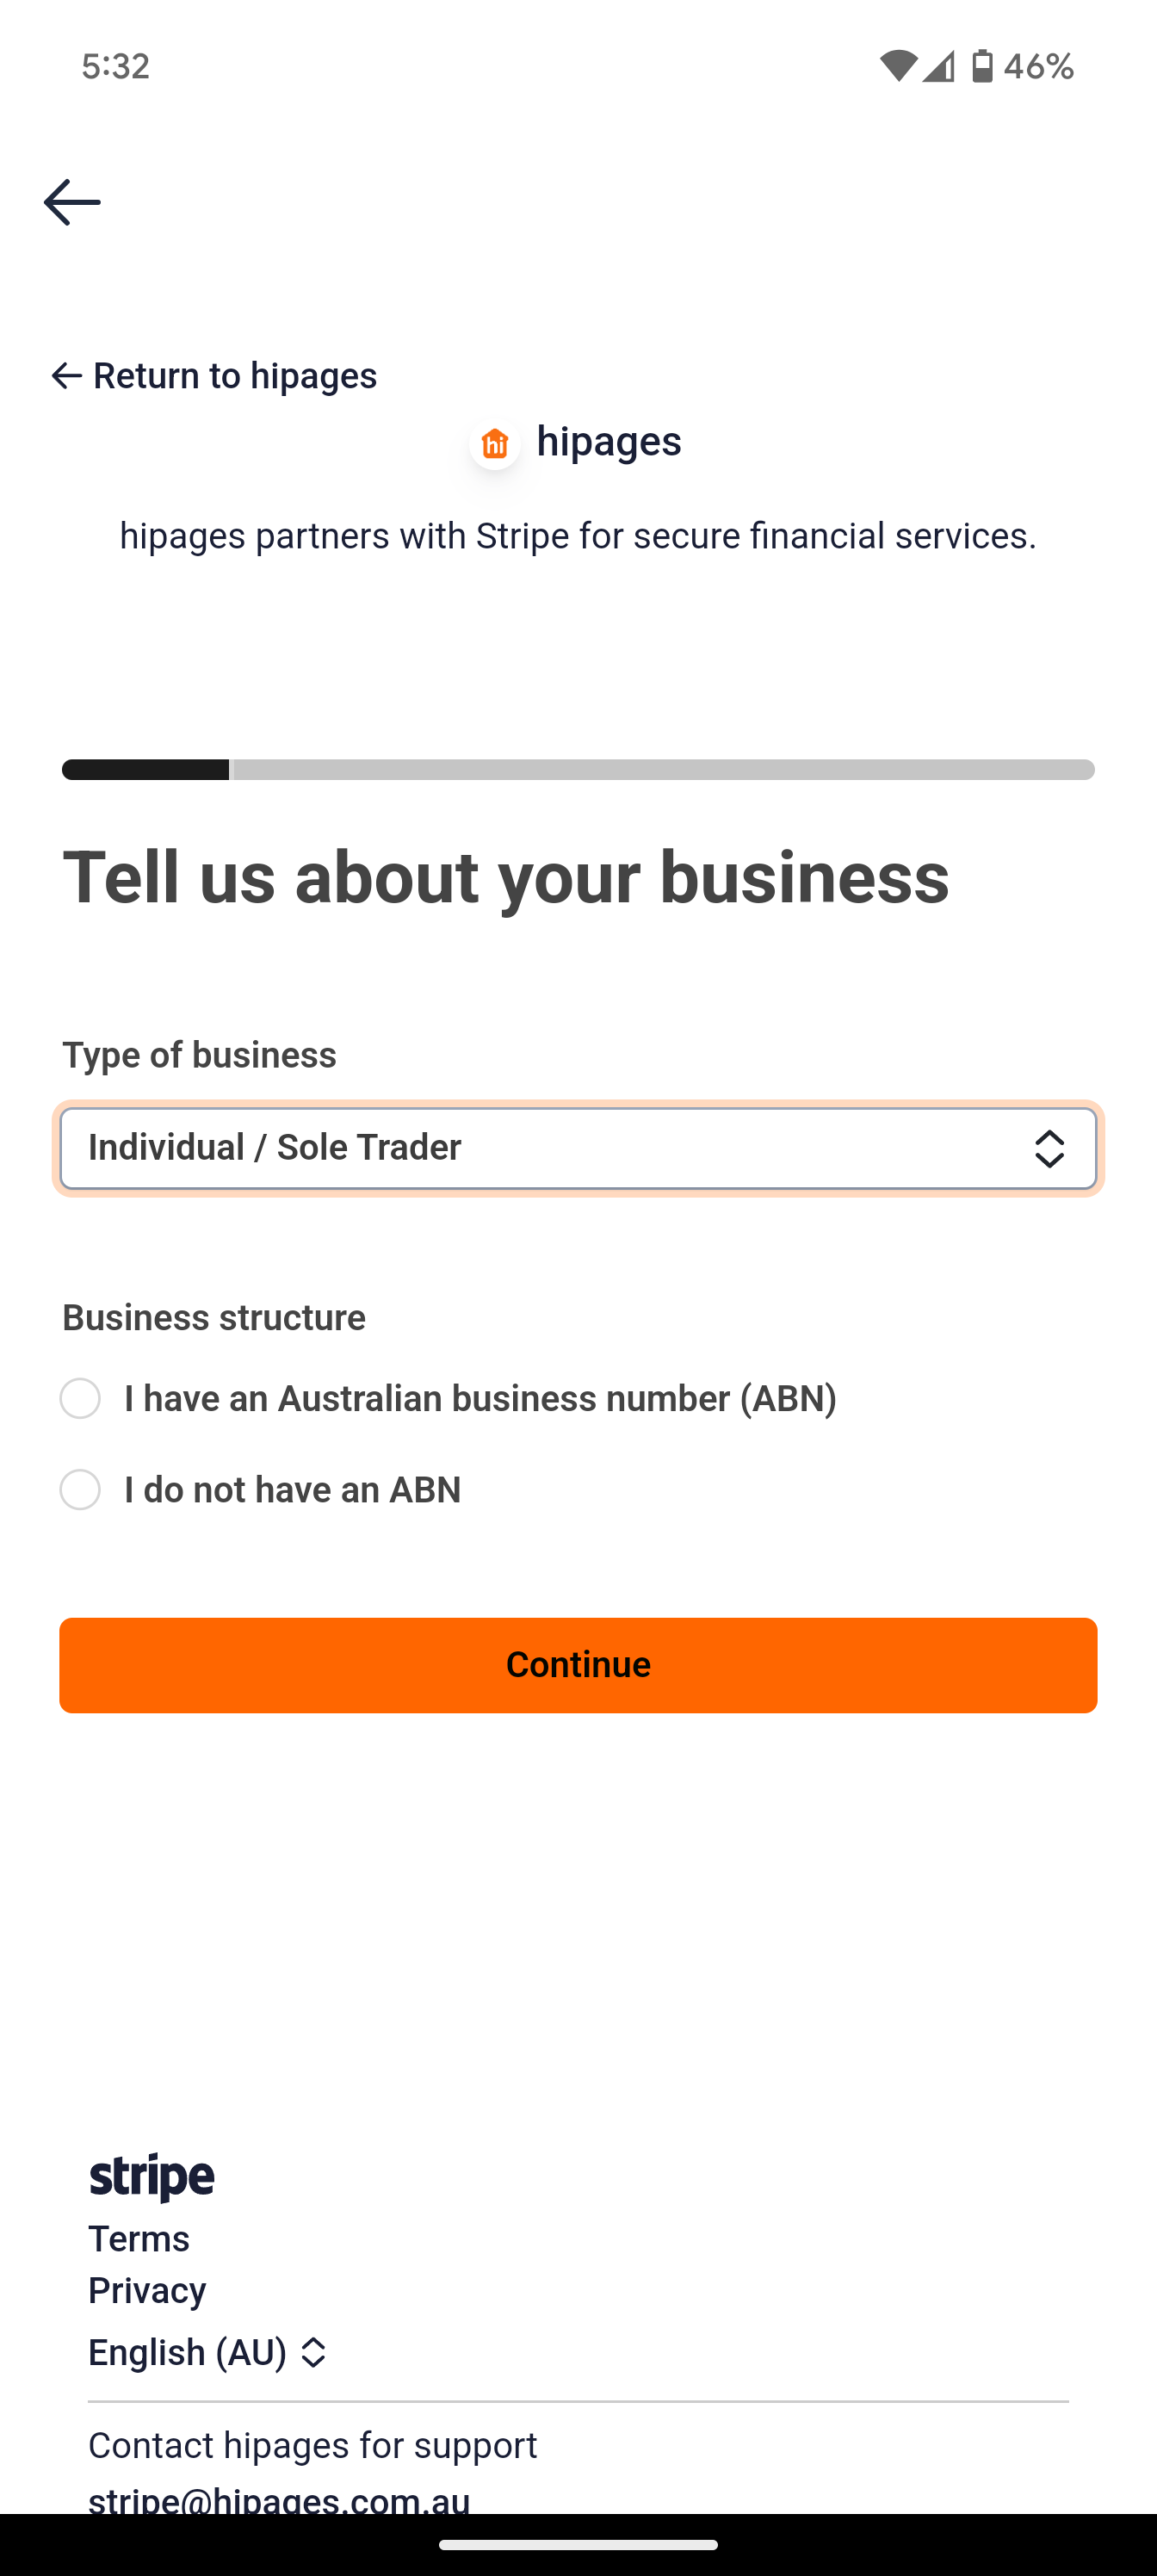 5:32
46%
Return to hipages
hi
hipages
hipages partners with Stripe for secure financial services.
Tell us about your business
Type of business
Individual / Sole Trader
Business structure
I have an Australian business number (ABN)
I do not have an ABN
Continue
stripe
Terms
Privacy
English (AU)
Contact hipages for support
stripe@hipages.com.au